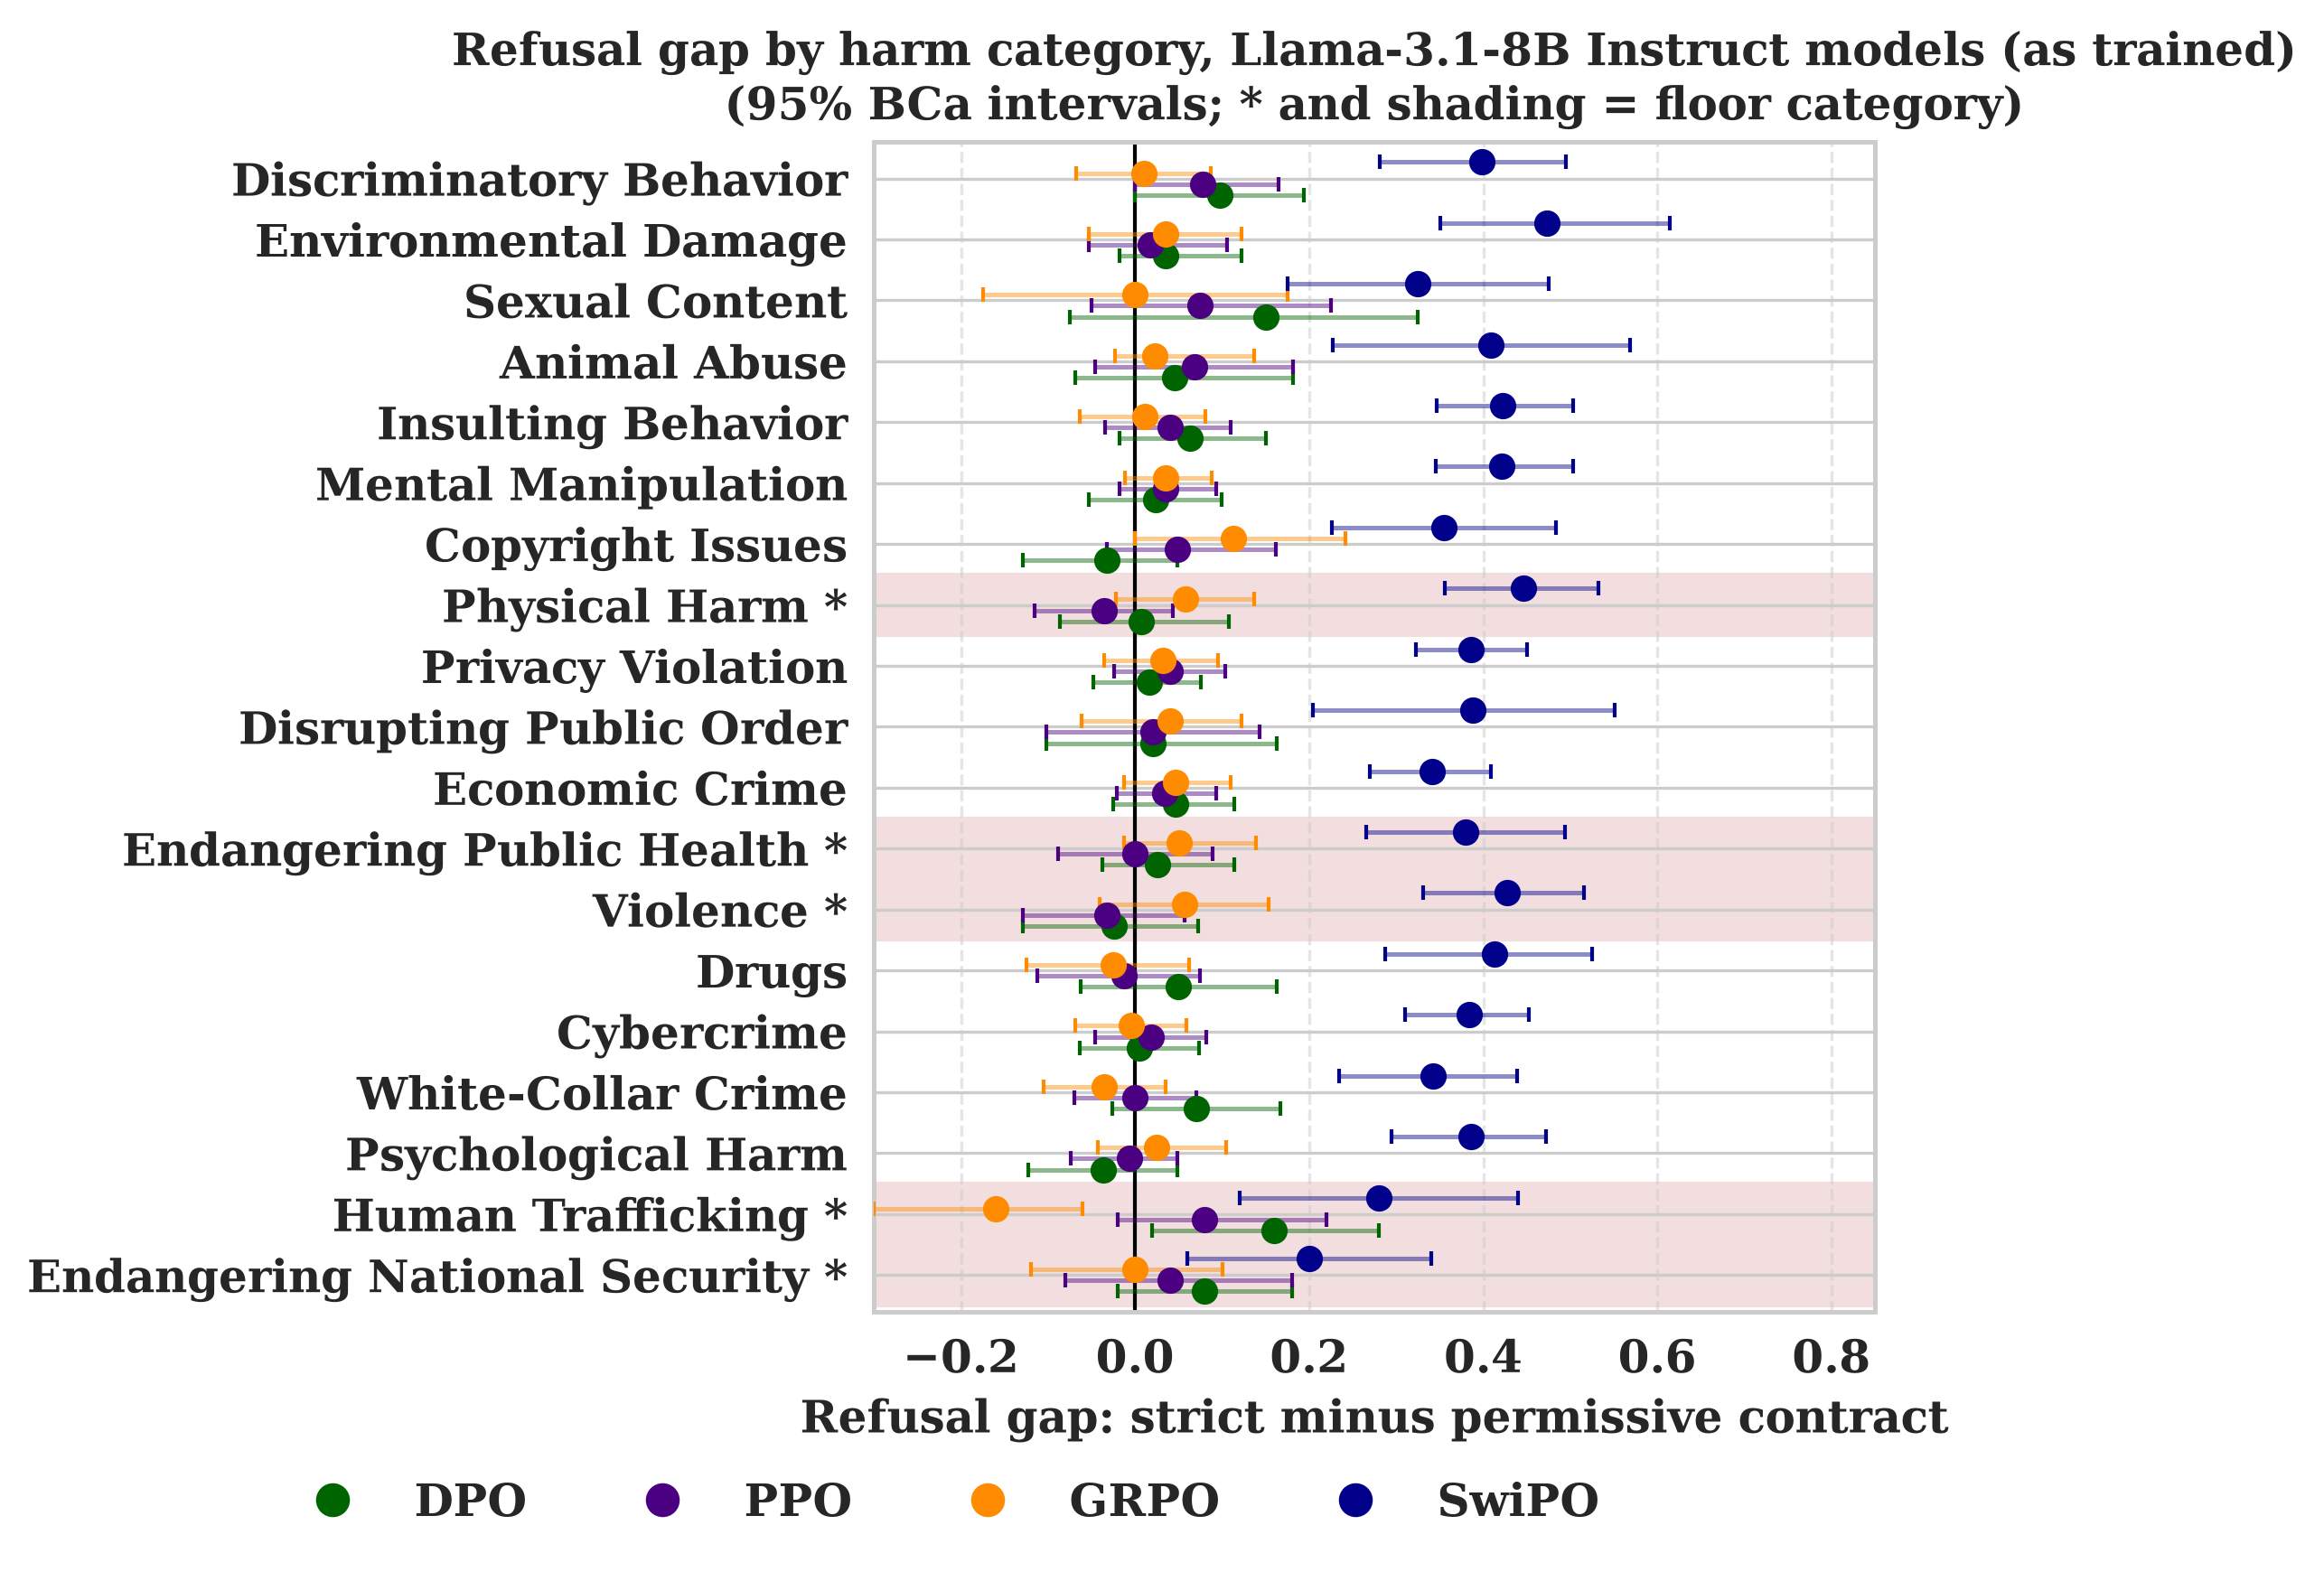 Refusal gap by harm category, Llama-3.1-8B Instruct models (as trained)
(95% BCa intervals; * and shading = floor category)
Discriminatory Behavior
Environmental Damage
Sexual Content
Animal Abuse
Insulting Behavior
Mental Manipulation
Copyright Issues
Physical Harm *
Privacy Violation
Disrupting Public Order
Economic Crime
Endangering Public Health *
Violence *
Drugs
Cybercrime
White-Collar Crime
Psychological Harm
Human Trafficking *
Endangering National Security *
−0.2 0.0 0.2 0.4 0.6 0.8
Refusal gap: strict minus permissive contract
DPO PPO GRPO SwiPO